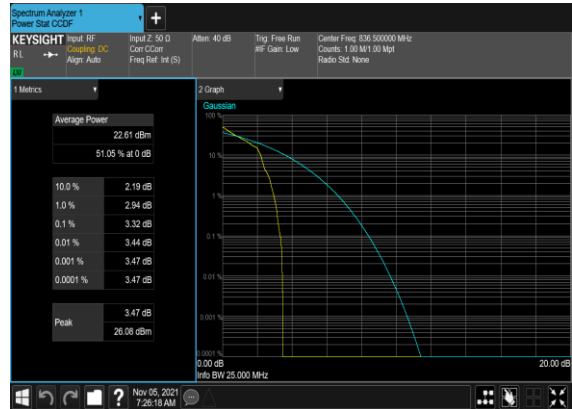 Spectrum Analyzer 1
Power Stat CCDF
KEYSIGHT
RL
LW
Input: RF
Coupling: DC
Align: Auto
Input Z: 50 Ω
Corr CCorr
Freq Ref: Int (S)
Atten: 40 dB
Trig: Free Run
#IF Gain: Low
Center Freq: 836.500000 MHz
Counts: 1.00 M/1.00 Mpt
Radio Std: None
1 Metrics
Average Power
22.61 dBm
51.05 % at 0 dB
10.0 % 2.19 dB
1.0 % 2.94 dB
0.1 % 3.32 dB
0.01 % 3.44 dB
0.001 % 3.47 dB
0.0001 % 3.47 dB
Peak
3.47 dB
26.08 dBm
2 Graph
Gaussian
100 %
10 %
1 %
0.1 %
0.01 %
0.001 %
0.0001 %
0.00 dB
20.00 dB
Info BW 25.000 MHz
Nov 05, 2021
7:26:18 AM